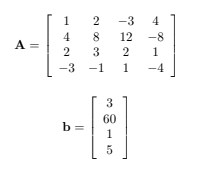 A = [ 1 2 −3 4
4 8 12 −8
2 3 2 1
−3 −1 1 −4 ]
b = [ 3
60
1
5 ]